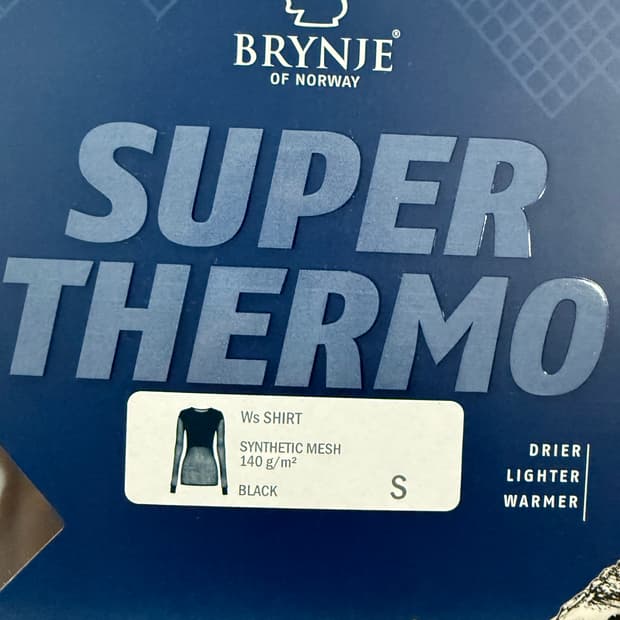 BRYNJE®
OF NORWAY
SUPER
THERMO
Ws SHIRT
SYNTHETIC MESH
140 g/m²
BLACK
S
DRIER
LIGHTER
WARMER